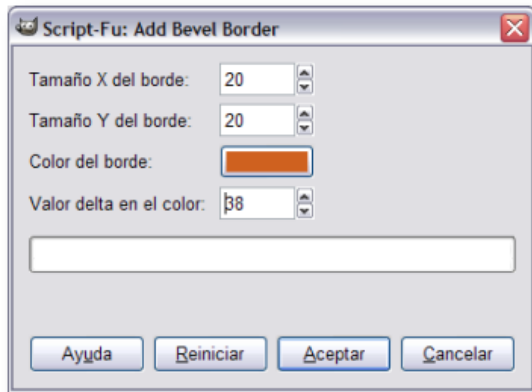 Script-Fu: Add Bevel Border
Tamaño X del borde: 20
Tamaño Y del borde: 20
Color del borde:
Valor delta en el color: 38
Ayuda Reiniciar Aceptar Cancelar